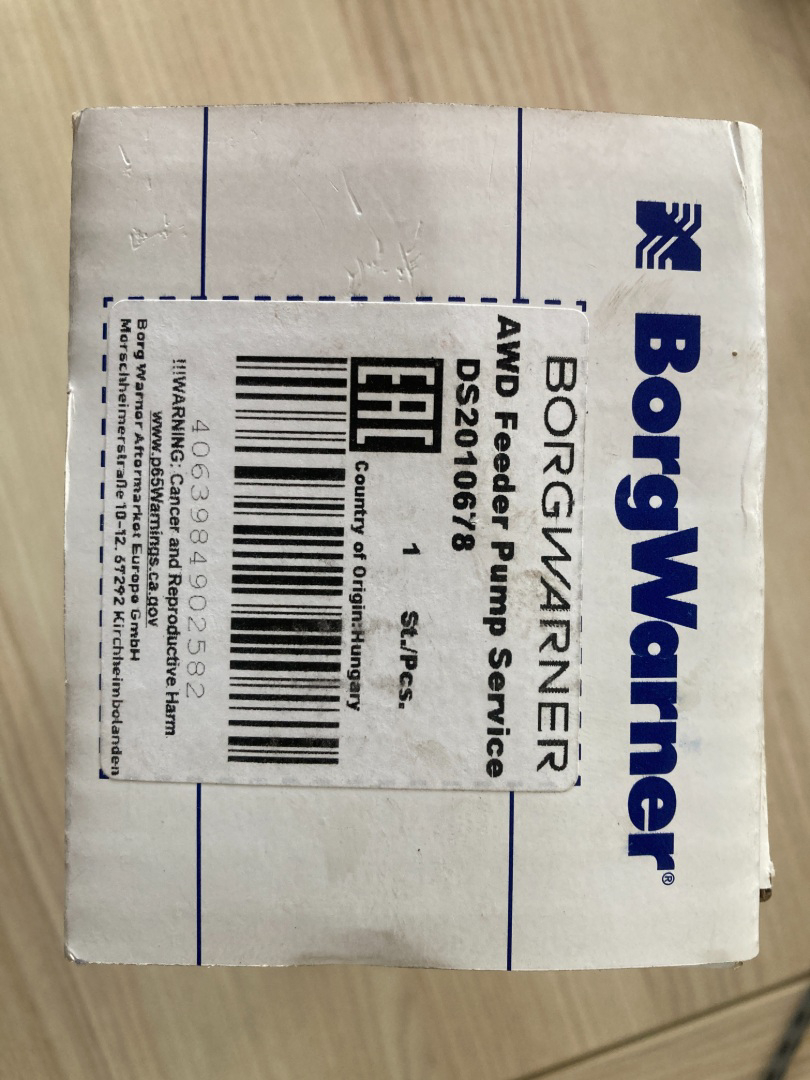 BorgWarner®
BORGWARNER
AWD Feeder Pump Service
DS2010678
1 St./Pcs.
EAC
Country of Origin:Hungary
4063984902582
!!!WARNING: Cancer and Reproductive Harm
www.p65Warnings.ca.gov
Borg Warner Aftermarket Europe GmbH
Morschheimerstraße 10-12. 67292 Kirchheimbolanden